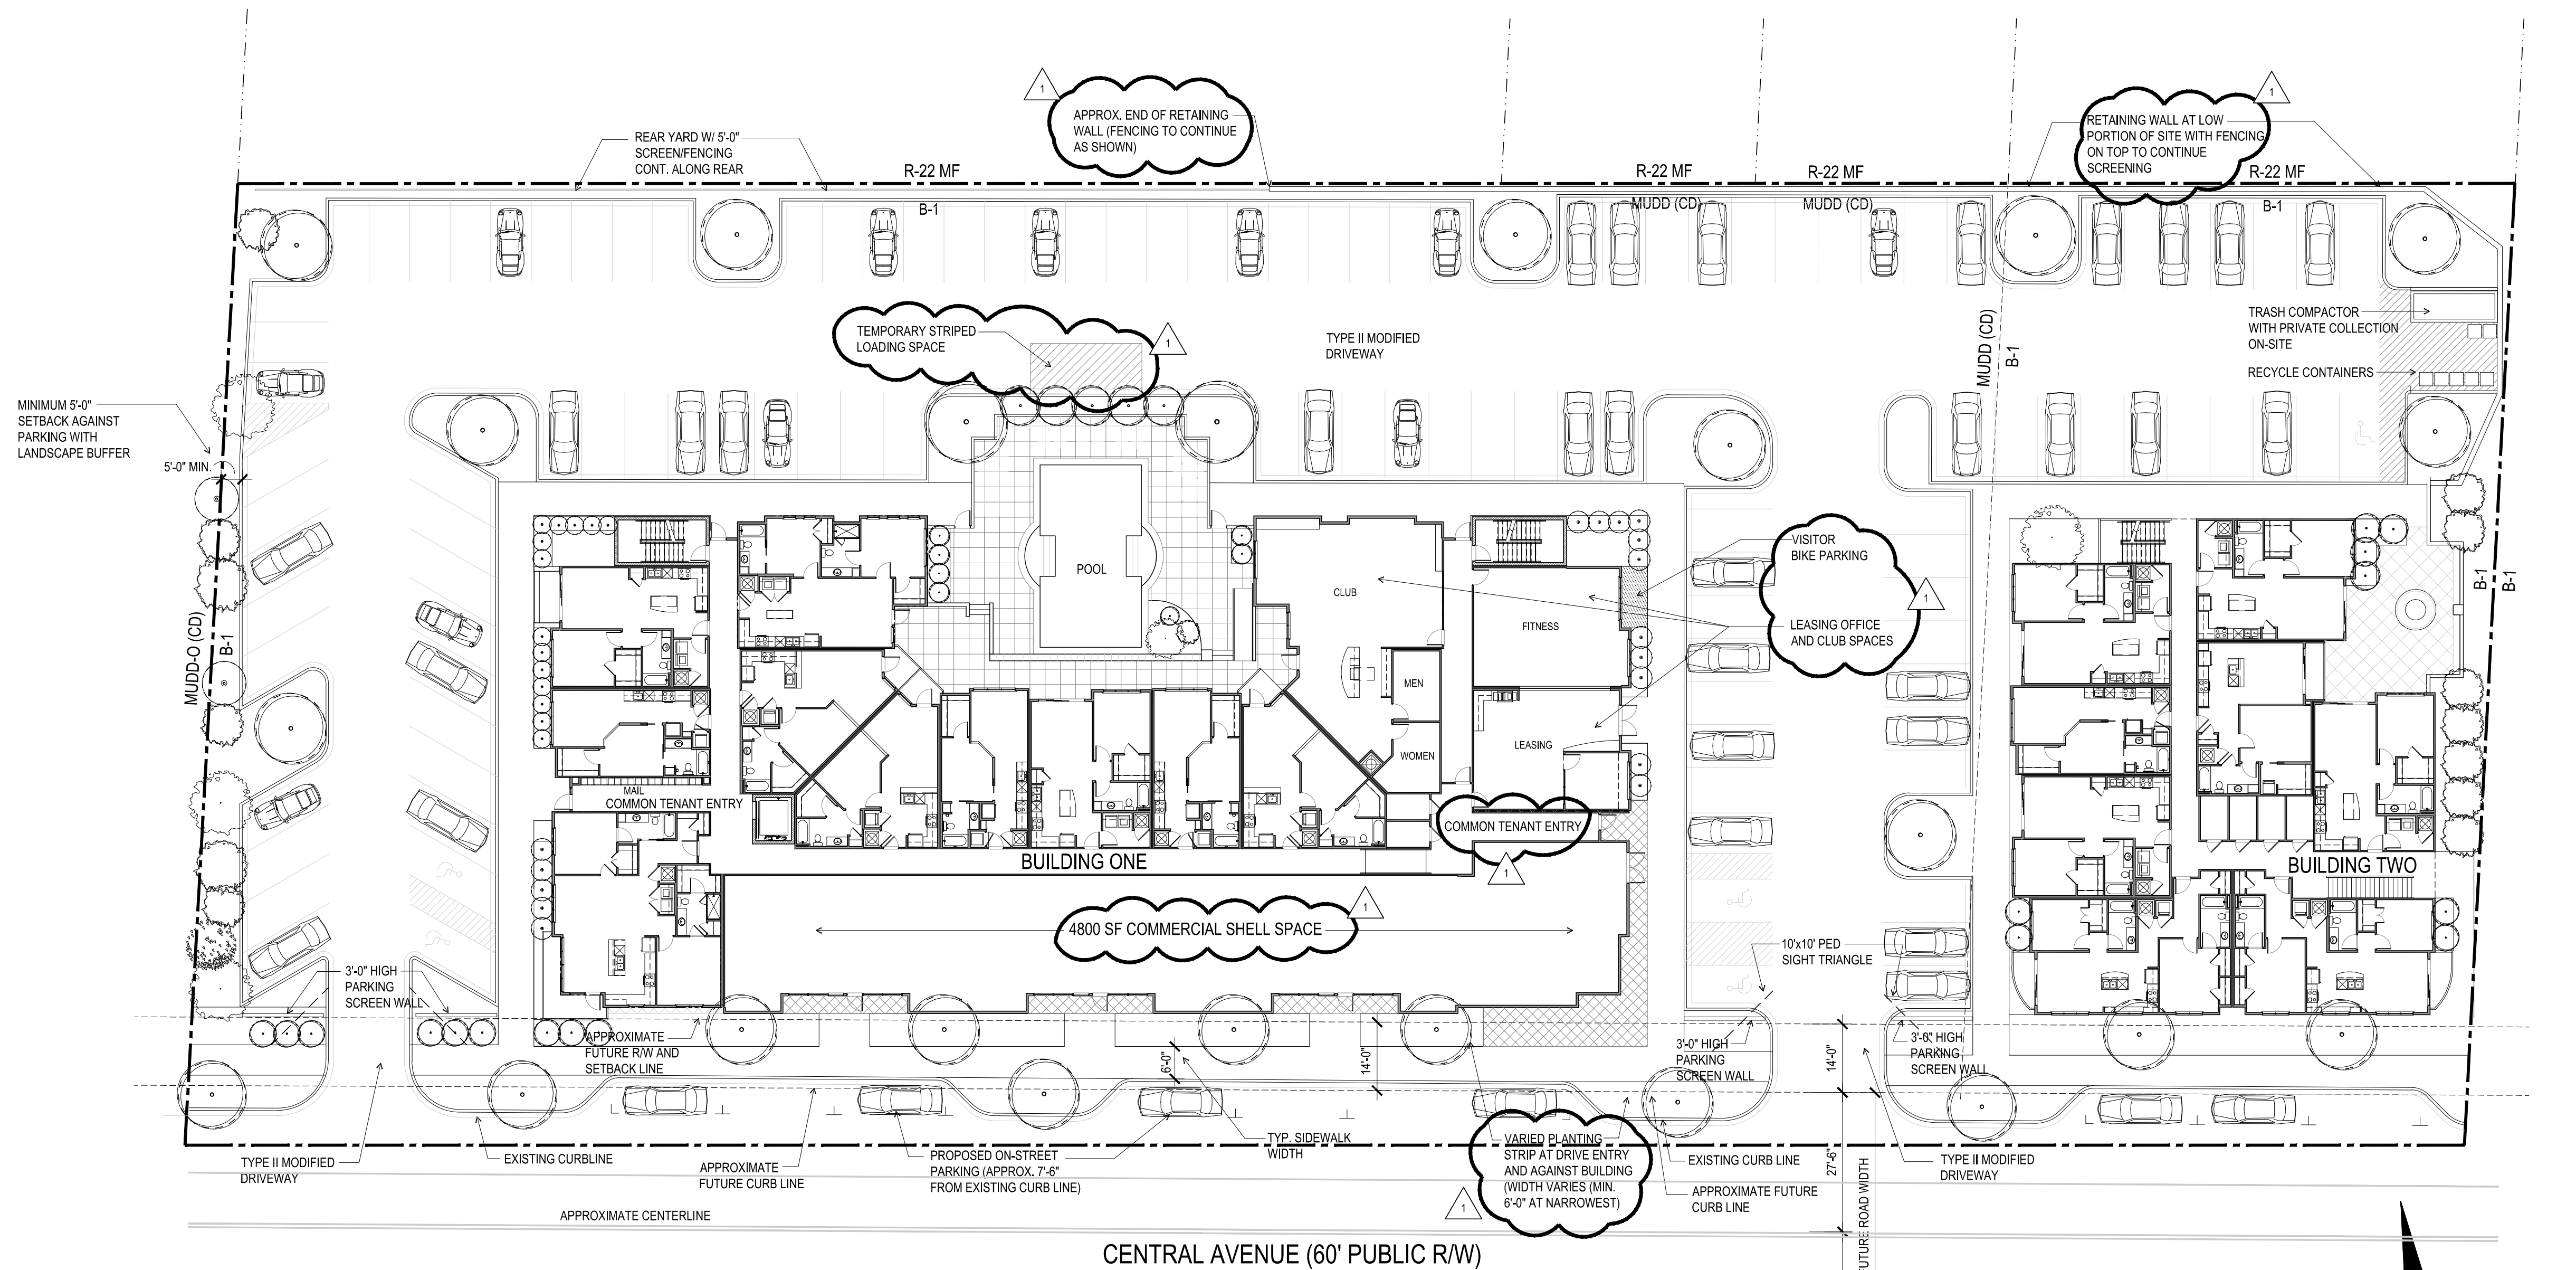 1
APPROX. END OF RETAINING
WALL (FENCING TO CONTINUE
AS SHOWN)
1
RETAINING WALL AT LOW
PORTION OF SITE WITH FENCING
ON TOP TO CONTINUE
SCREENING
REAR YARD W/ 5'-0"
SCREEN/FENCING
CONT. ALONG REAR
R-22 MF
R-22 MF
R-22 MF
R-22 MF
B-1
MUDD (CD)
MUDD (CD)
B-1
TEMPORARY STRIPED
LOADING SPACE
1
TYPE II MODIFIED
DRIVEWAY
MUDD (CD)
B-1
TRASH COMPACTOR
WITH PRIVATE COLLECTION
ON-SITE
RECYCLE CONTAINERS
MINIMUM 5'-0"
SETBACK AGAINST
PARKING WITH
LANDSCAPE BUFFER
5'-0" MIN.
MUDD-O (CD)
B-1
POOL
CLUB
FITNESS
MEN
WOMEN
LEASING
VISITOR
BIKE PARKING
LEASING OFFICE
AND CLUB SPACES
1
B-1
B-1
MAIL
COMMON TENANT ENTRY
COMMON TENANT ENTRY
1
BUILDING ONE
BUILDING TWO
4800 SF COMMERCIAL SHELL SPACE
1
3'-0" HIGH
PARKING
SCREEN WALL
10'x10' PED
SIGHT TRIANGLE
APPROXIMATE
FUTURE R/W AND
SETBACK LINE
6'-0"
14'-0"
3'-0" HIGH
PARKING
SCREEN WALL
14'-0"
3'-0" HIGH
PARKING
SCREEN WALL
TYPE II MODIFIED
DRIVEWAY
EXISTING CURBLINE
APPROXIMATE
FUTURE CURB LINE
PROPOSED ON-STREET
PARKING (APPROX. 7'-6"
FROM EXISTING CURB LINE)
TYP. SIDEWALK
WIDTH
VARIED PLANTING
STRIP AT DRIVE ENTRY
AND AGAINST BUILDING
(WIDTH VARIES (MIN.
6'-0" AT NARROWEST)
1
EXISTING CURB LINE
APPROXIMATE FUTURE
CURB LINE
27'-6"
ROAD WIDTH
TYPE II MODIFIED
DRIVEWAY
APPROXIMATE CENTERLINE
CENTRAL AVENUE (60' PUBLIC R/W)